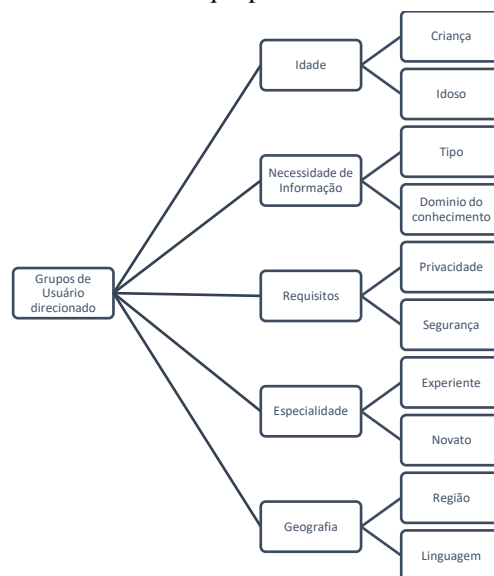 Criança
Idade
Idoso
Tipo
Necessidade de
Informação
Dominio do
conhecimento
Grupos de
Usuário
direcionado
Privacidade
Requisitos
Segurança
Experiente
Especialidade
Novato
Região
Geografia
Linguagem